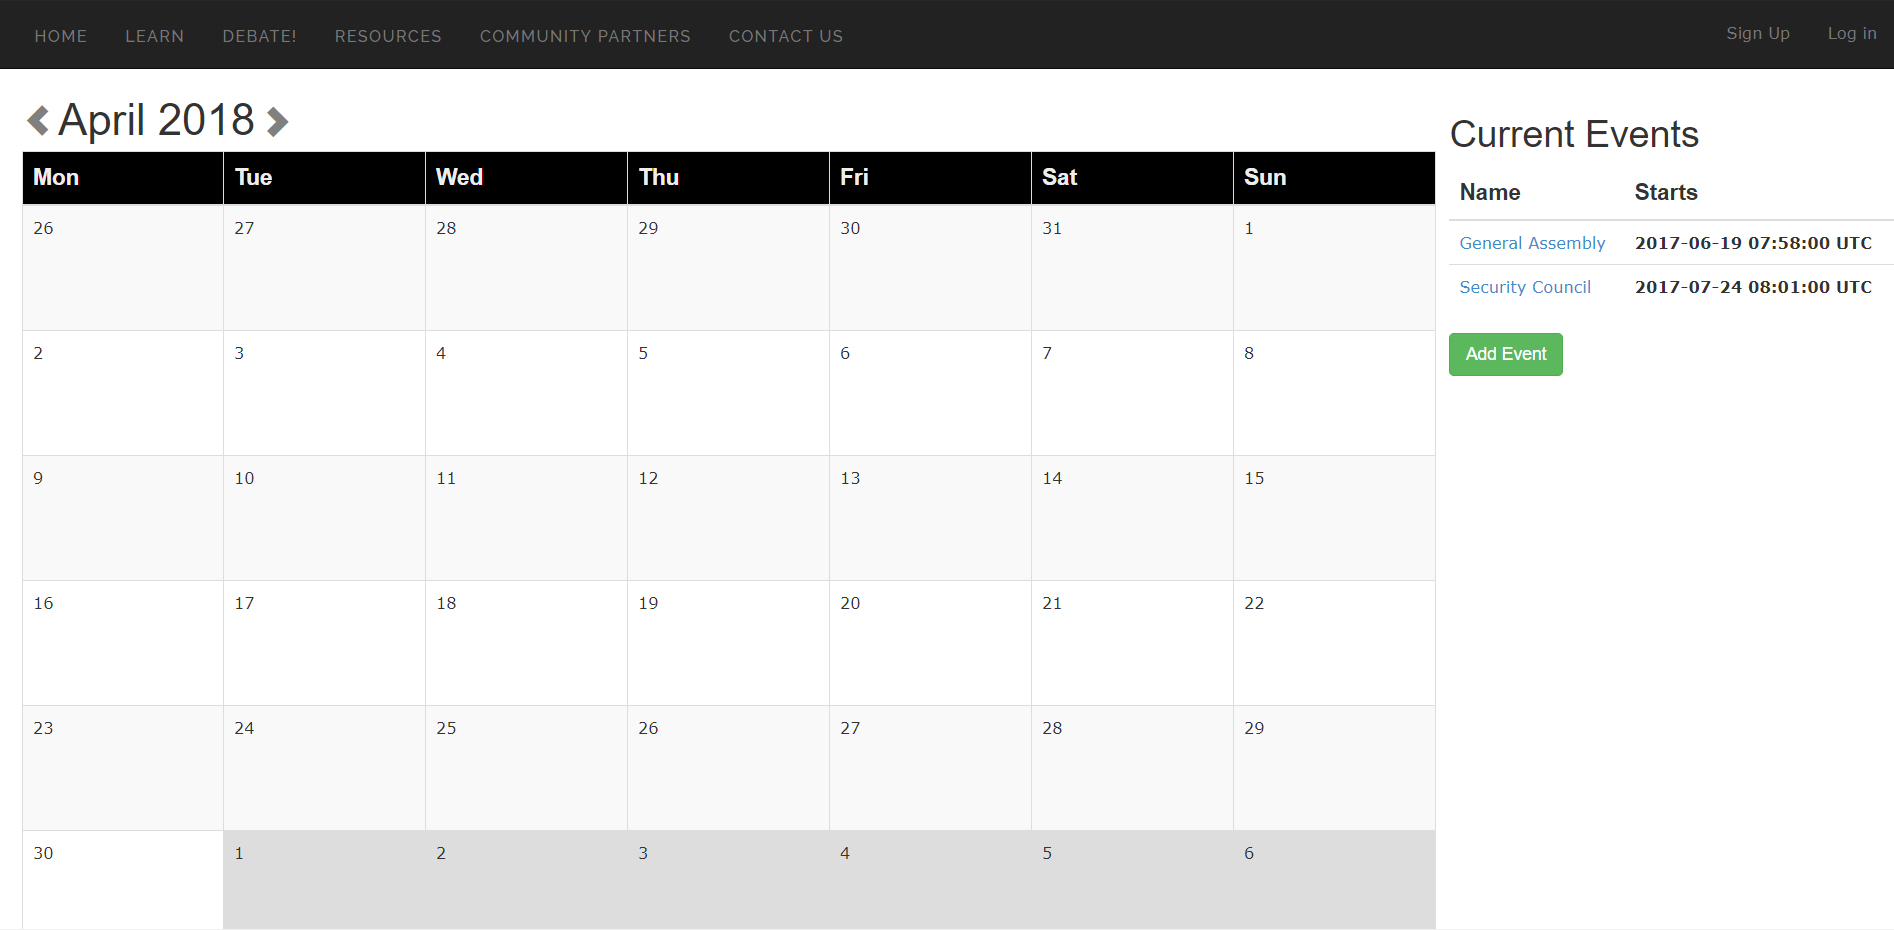 HOME LEARN DEBATE! RESOURCES COMMUNITY PARTNERS CONTACT US Sign Up Log in
April 2018
Mon Tue Wed Thu Fri Sat Sun
26 27 28 29 30 31 1
2 3 4 5 6 7 8
9 10 11 12 13 14 15
16 17 18 19 20 21 22
23 24 25 26 27 28 29
30 1 2 3 4 5 6
Current Events
Name Starts
General Assembly 2017-06-19 07:58:00 UTC
Security Council 2017-07-24 08:01:00 UTC
Add Event